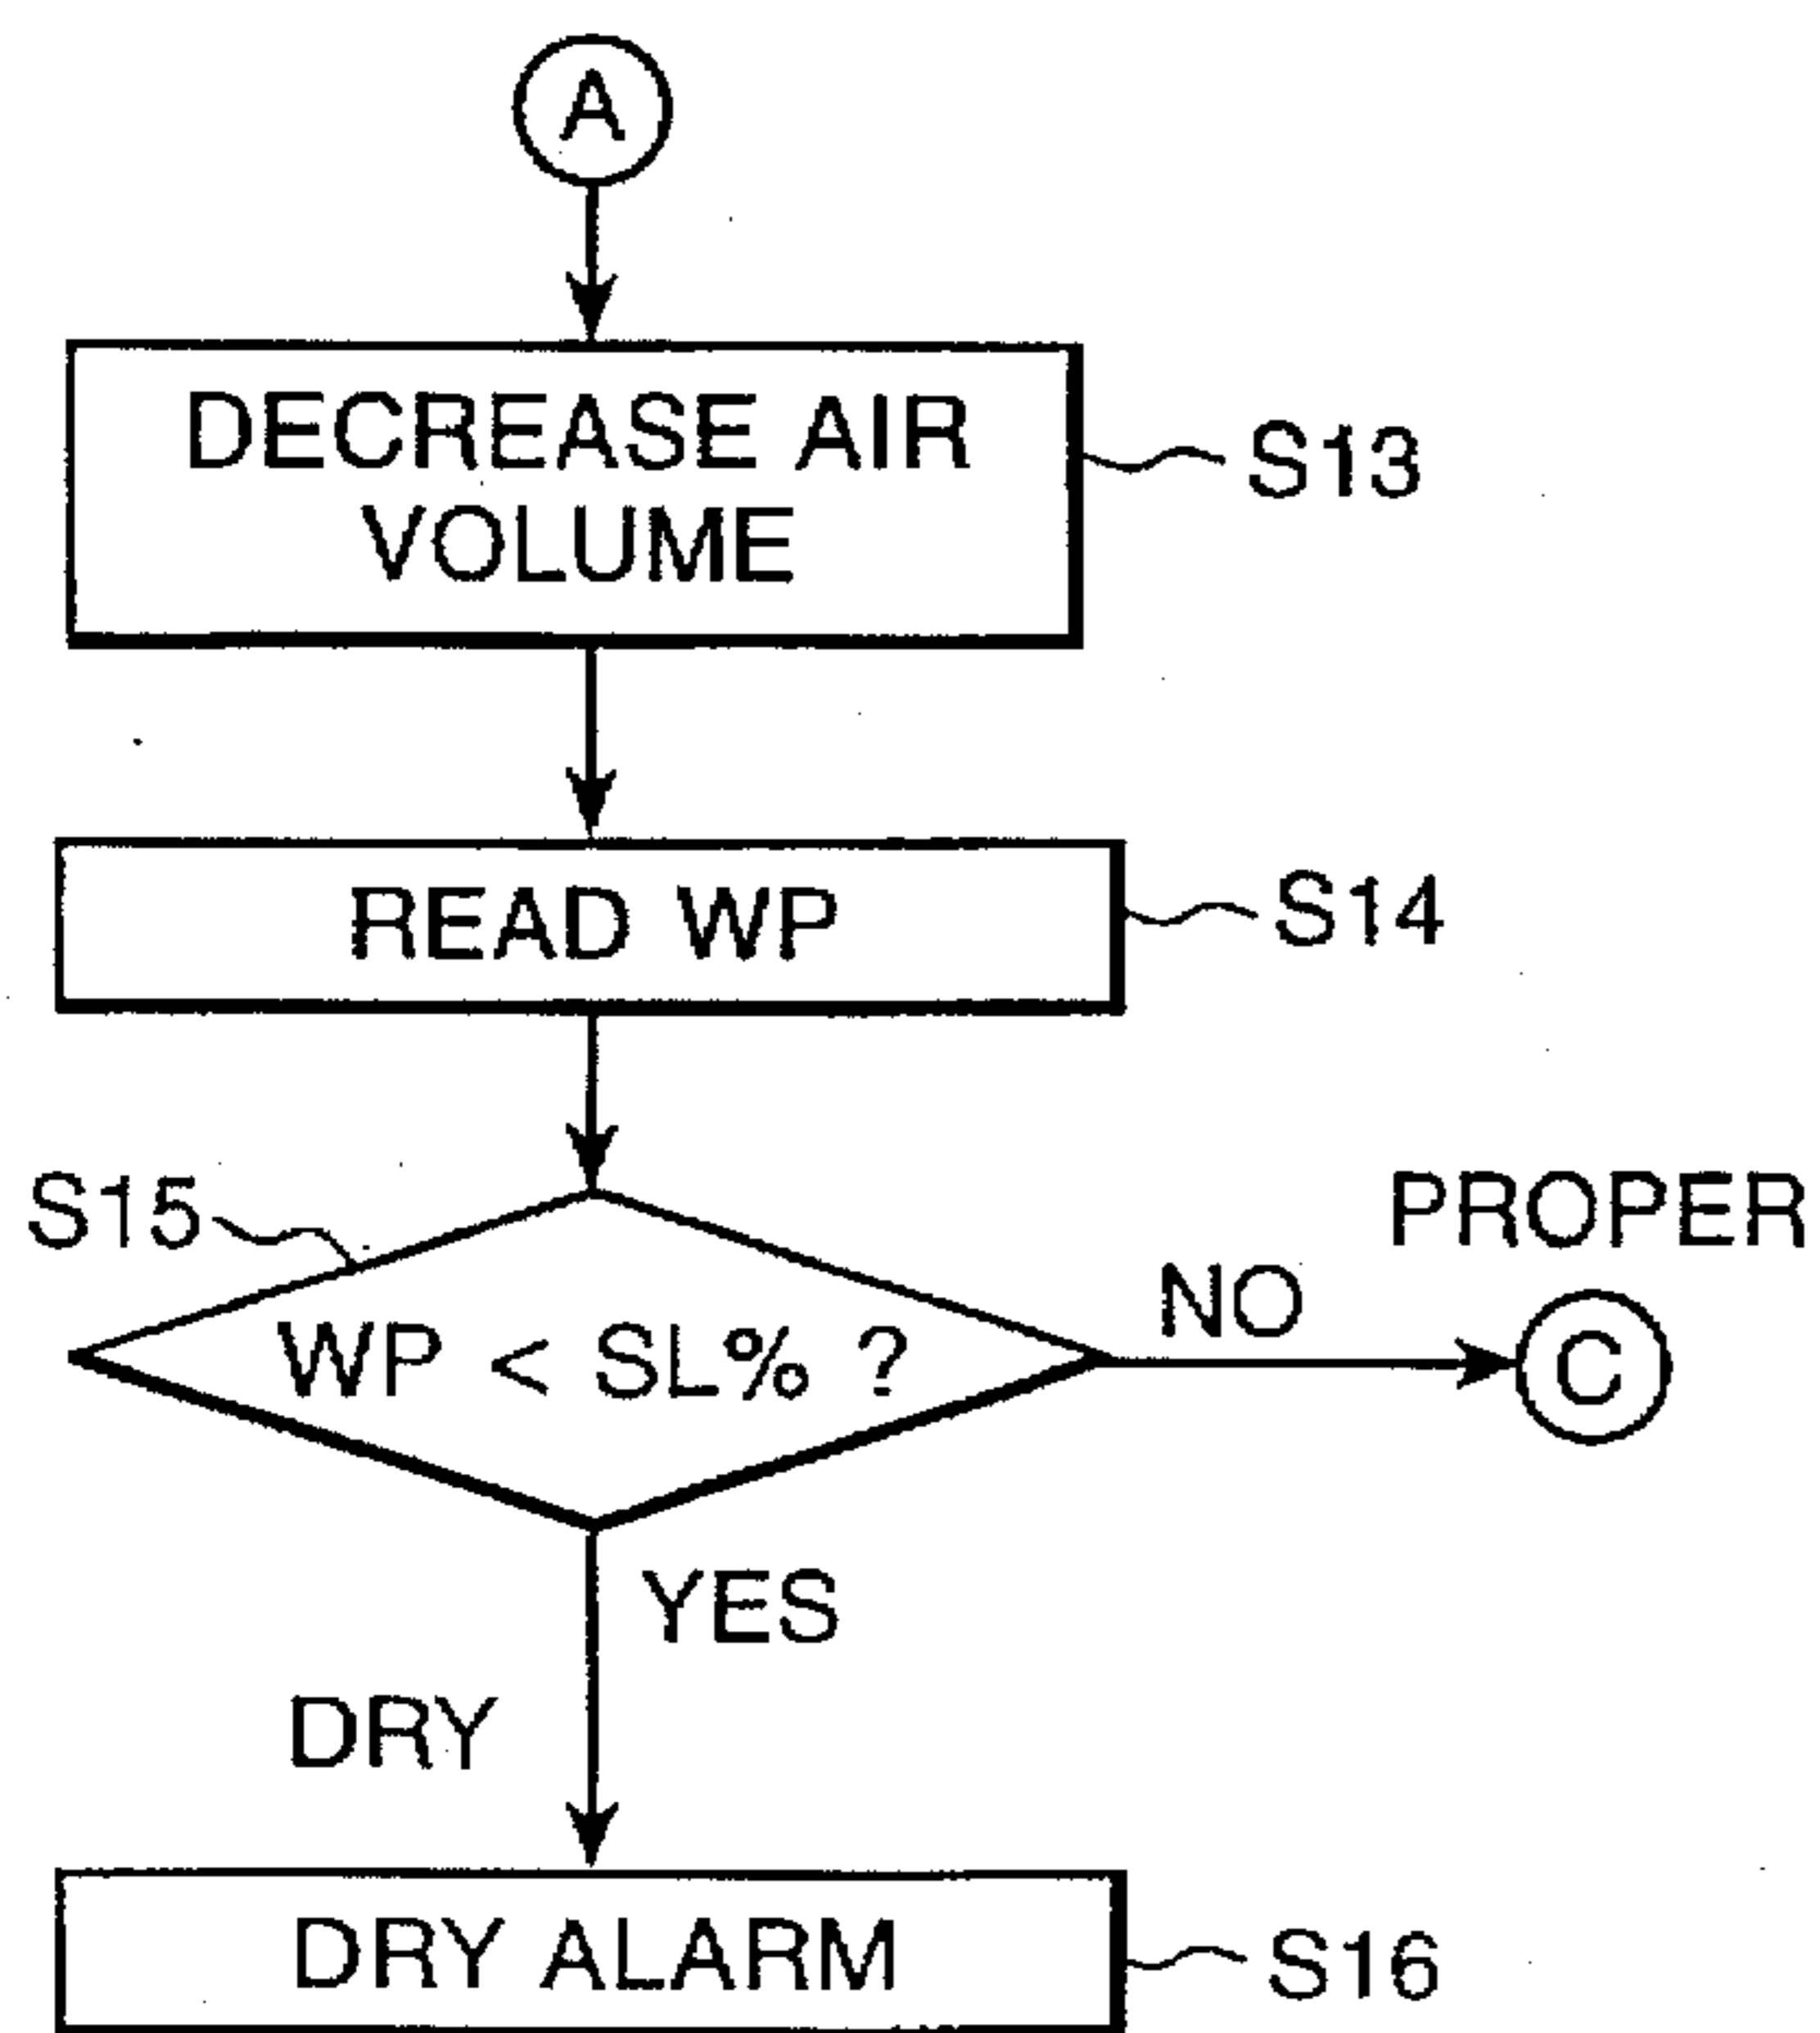 A
DECREASE AIR
VOLUME
S13
READ WP
S14
S15
PROPER
NO
WP < SL% ?
C
YES
DRY
DRY ALARM
S16